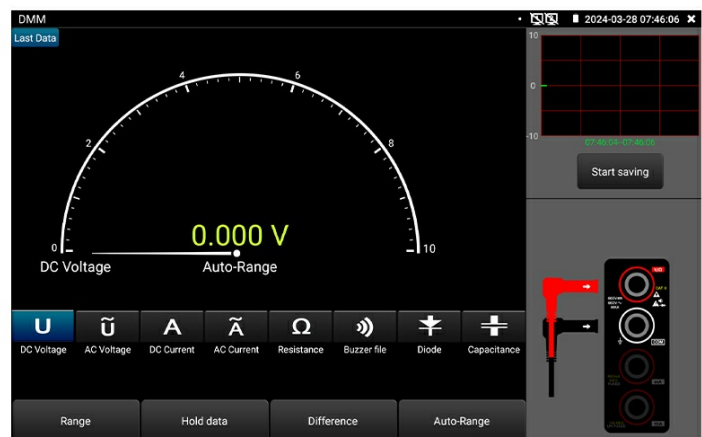 DMM
2024-03-28 07:46:06
Last Data
0
2
4
6
8
10
0.000 V
DC Voltage
Auto-Range
10
0
-10
07:46:04-07:46:06
Start saving
U
Ũ
A
Ã
Ω
DC Voltage
AC Voltage
DC Current
AC Current
Resistance
Buzzer file
Diode
Capacitance
Range
Hold data
Difference
Auto-Range
V/Ω
COM
mA
10A